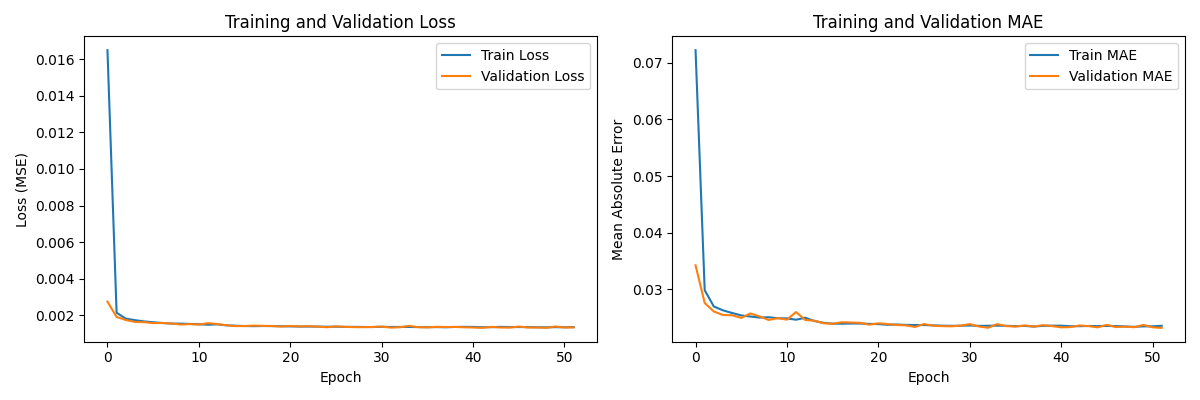 Training and Validation Loss
Train Loss
Validation Loss
0.016
0.014
0.012
0.010
0.008
0.006
0.004
0.002
Loss (MSE)
0
10
20
30
40
50
Epoch
Training and Validation MAE
Train MAE
Validation MAE
0.07
0.06
0.05
0.04
0.03
Mean Absolute Error
0
10
20
30
40
50
Epoch